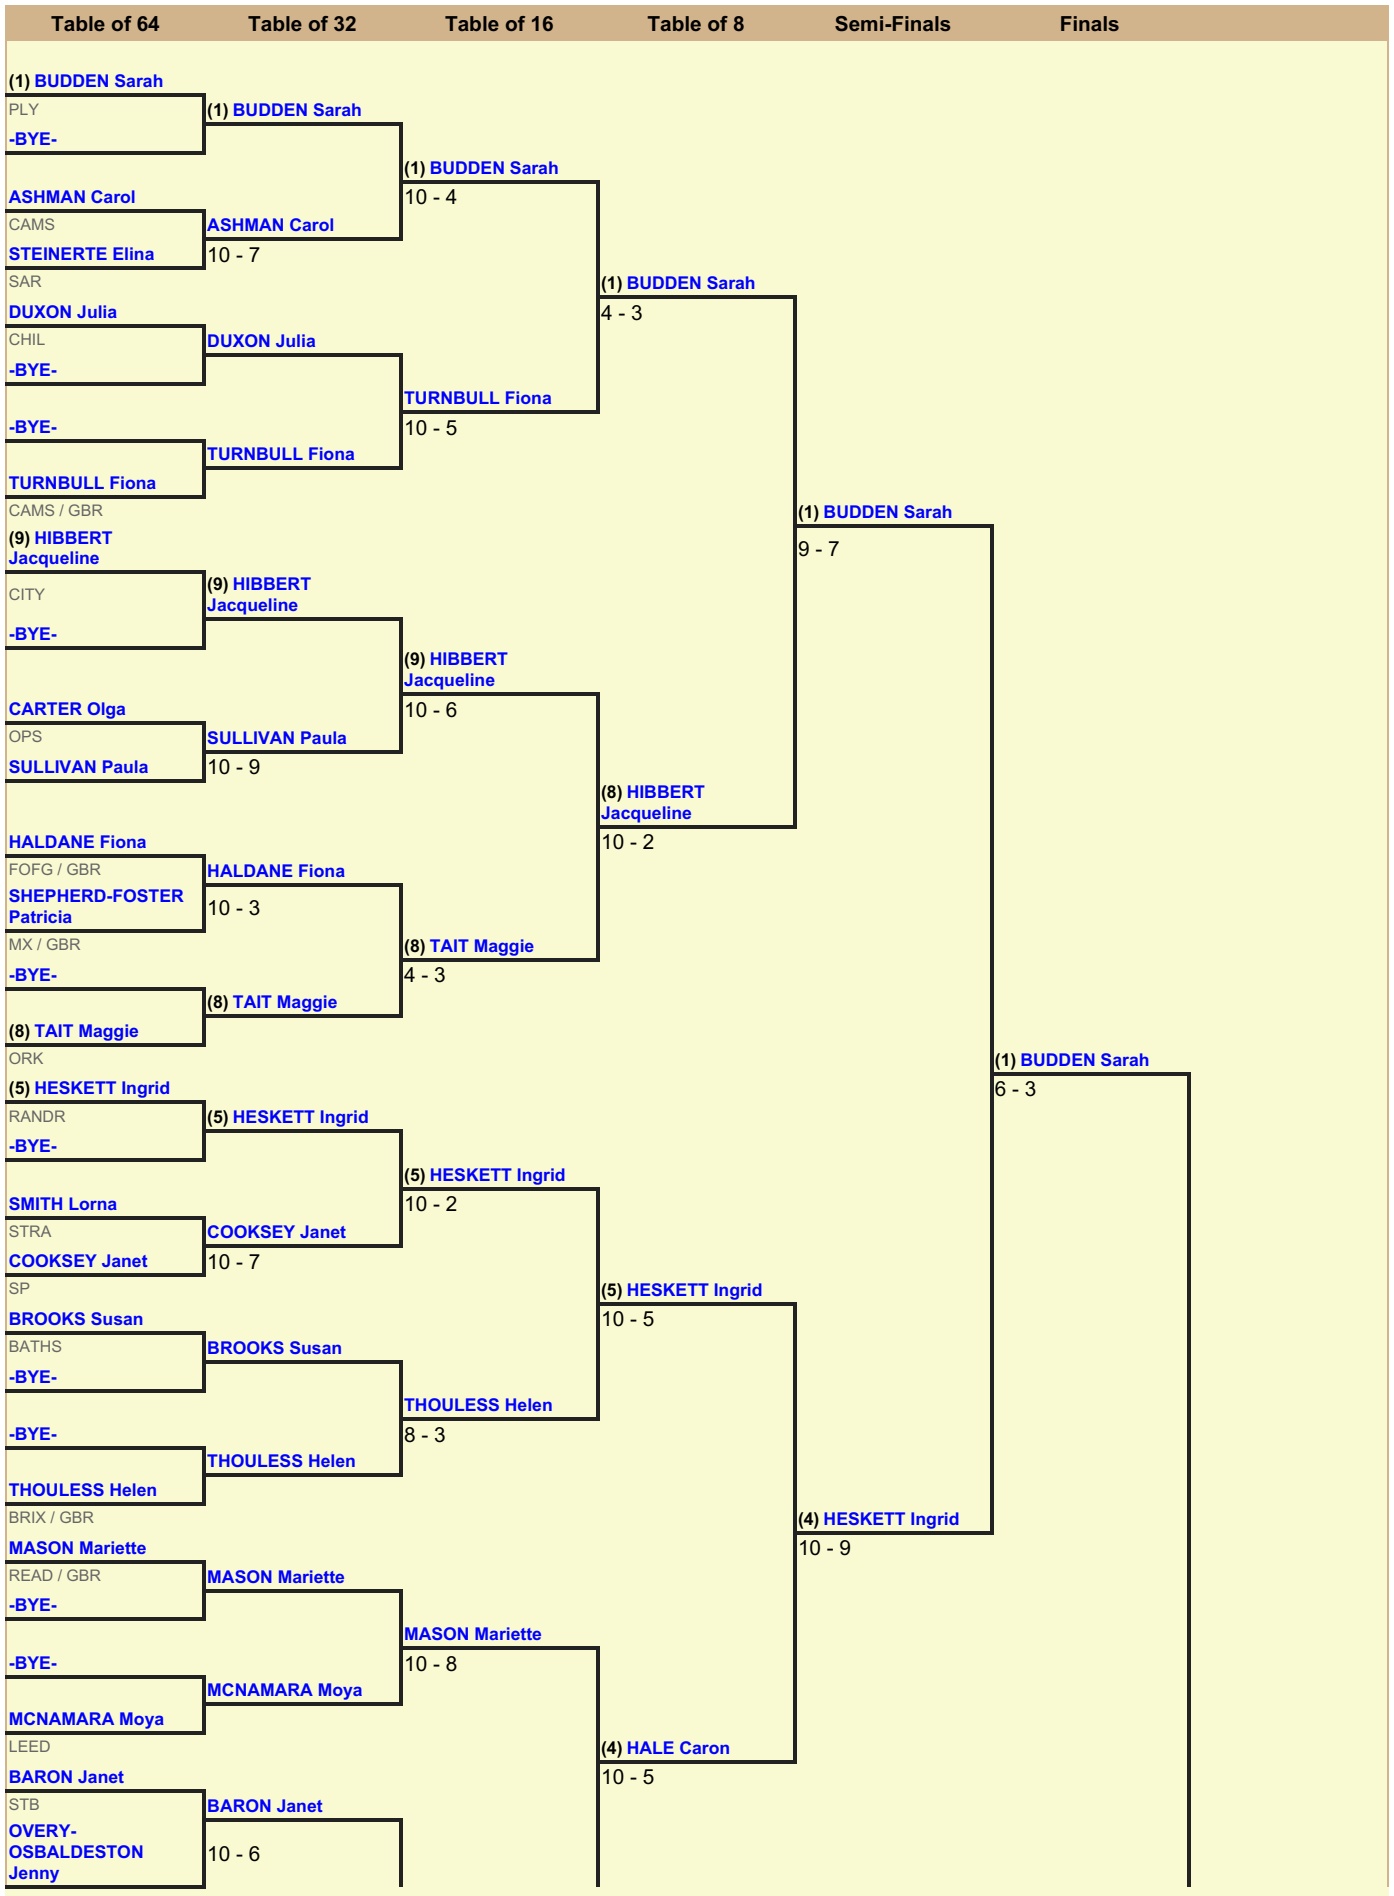 Table of 64 Table of 32 Table of 16 Table of 8 Semi-Finals Finals
(1) BUDDEN Sarah
PLY
(1) BUDDEN Sarah
-BYE-
(1) BUDDEN Sarah
ASHMAN Carol
10 - 4
CAMS
ASHMAN Carol
STEINERTE Elina
10 - 7
SAR
(1) BUDDEN Sarah
DUXON Julia
4 - 3
CHIL
DUXON Julia
-BYE-
TURNBULL Fiona
-BYE-
10 - 5
TURNBULL Fiona
TURNBULL Fiona
CAMS / GBR
(1) BUDDEN Sarah
(9) HIBBERT
Jacqueline
9 - 7
(9) HIBBERT
Jacqueline
CITY
-BYE-
(9) HIBBERT
Jacqueline
CARTER Olga
10 - 6
OPS
SULLIVAN Paula
SULLIVAN Paula
10 - 9
(8) HIBBERT
Jacqueline
HALDANE Fiona
10 - 2
FOFG / GBR
HALDANE Fiona
SHEPHERD-FOSTER
Patricia
10 - 3
MX / GBR
(8) TAIT Maggie
-BYE-
4 - 3
(8) TAIT Maggie
(8) TAIT Maggie
ORK
(1) BUDDEN Sarah
(5) HESKETT Ingrid
6 - 3
RANDR
(5) HESKETT Ingrid
-BYE-
(5) HESKETT Ingrid
SMITH Lorna
10 - 2
STRA
COOKSEY Janet
COOKSEY Janet
10 - 7
SP
(5) HESKETT Ingrid
BROOKS Susan
10 - 5
BATHS
BROOKS Susan
-BYE-
THOULESS Helen
-BYE-
8 - 3
THOULESS Helen
THOULESS Helen
BRIX / GBR
(4) HESKETT Ingrid
MASON Mariette
10 - 9
READ / GBR
MASON Mariette
-BYE-
MASON Mariette
-BYE-
10 - 8
MCNAMARA Moya
MCNAMARA Moya
LEED
(4) HALE Caron
BARON Janet
10 - 5
STB
BARON Janet
OVERY-
OSBALDESTON
Jenny
10 - 6